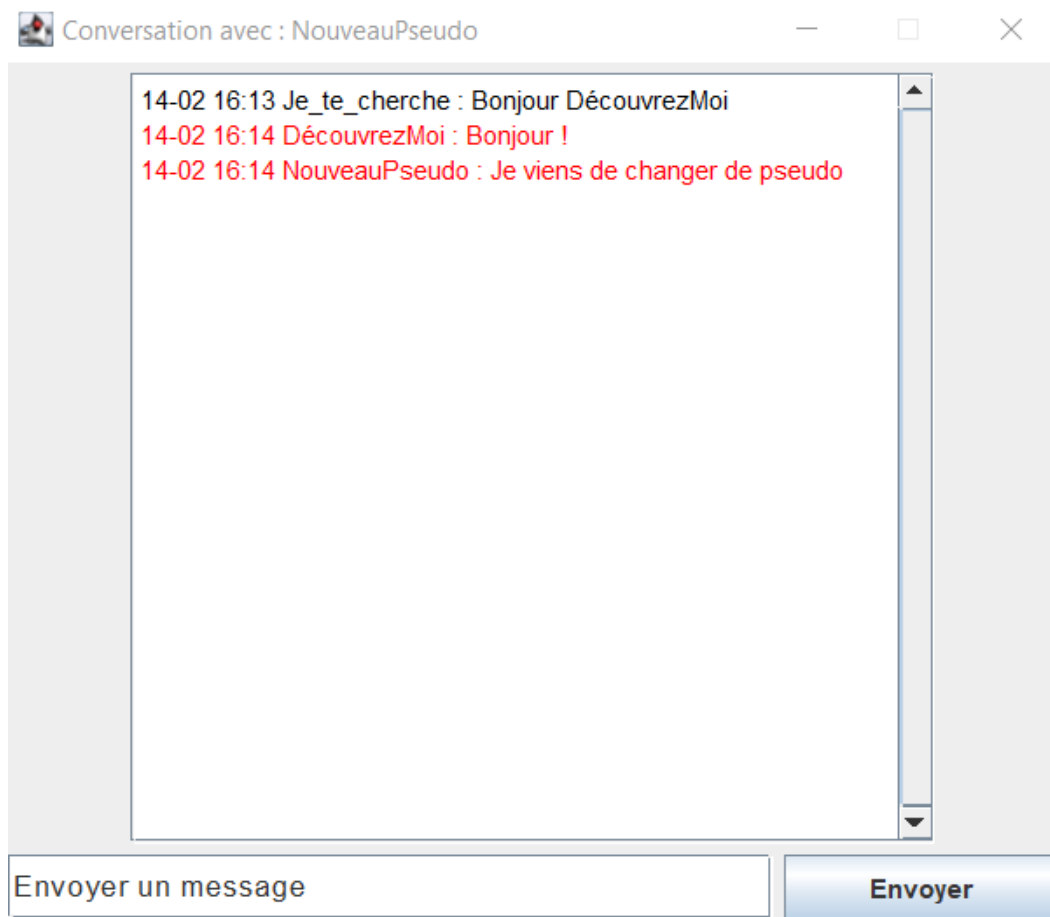 Conversation avec : NouveauPseudo
14-02 16:13 Je_te_cherche : Bonjour DécouvrezMoi
14-02 16:14 DécouvrezMoi : Bonjour !
14-02 16:14 NouveauPseudo : Je viens de changer de pseudo
Envoyer un message
Envoyer